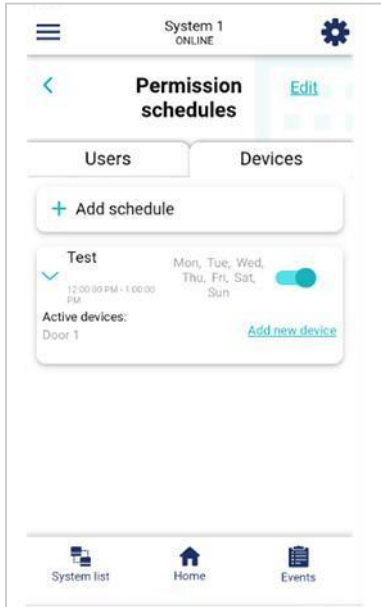 System 1
ONLINE
Permission
schedules
Edit
Users
Devices
+ Add schedule
Test
Mon, Tue, Wed,
Thu, Fri, Sat,
Sun
12:00:00 PM - 1:00:00
PM
Active devices:
Door 1
Add new device
System list
Home
Events